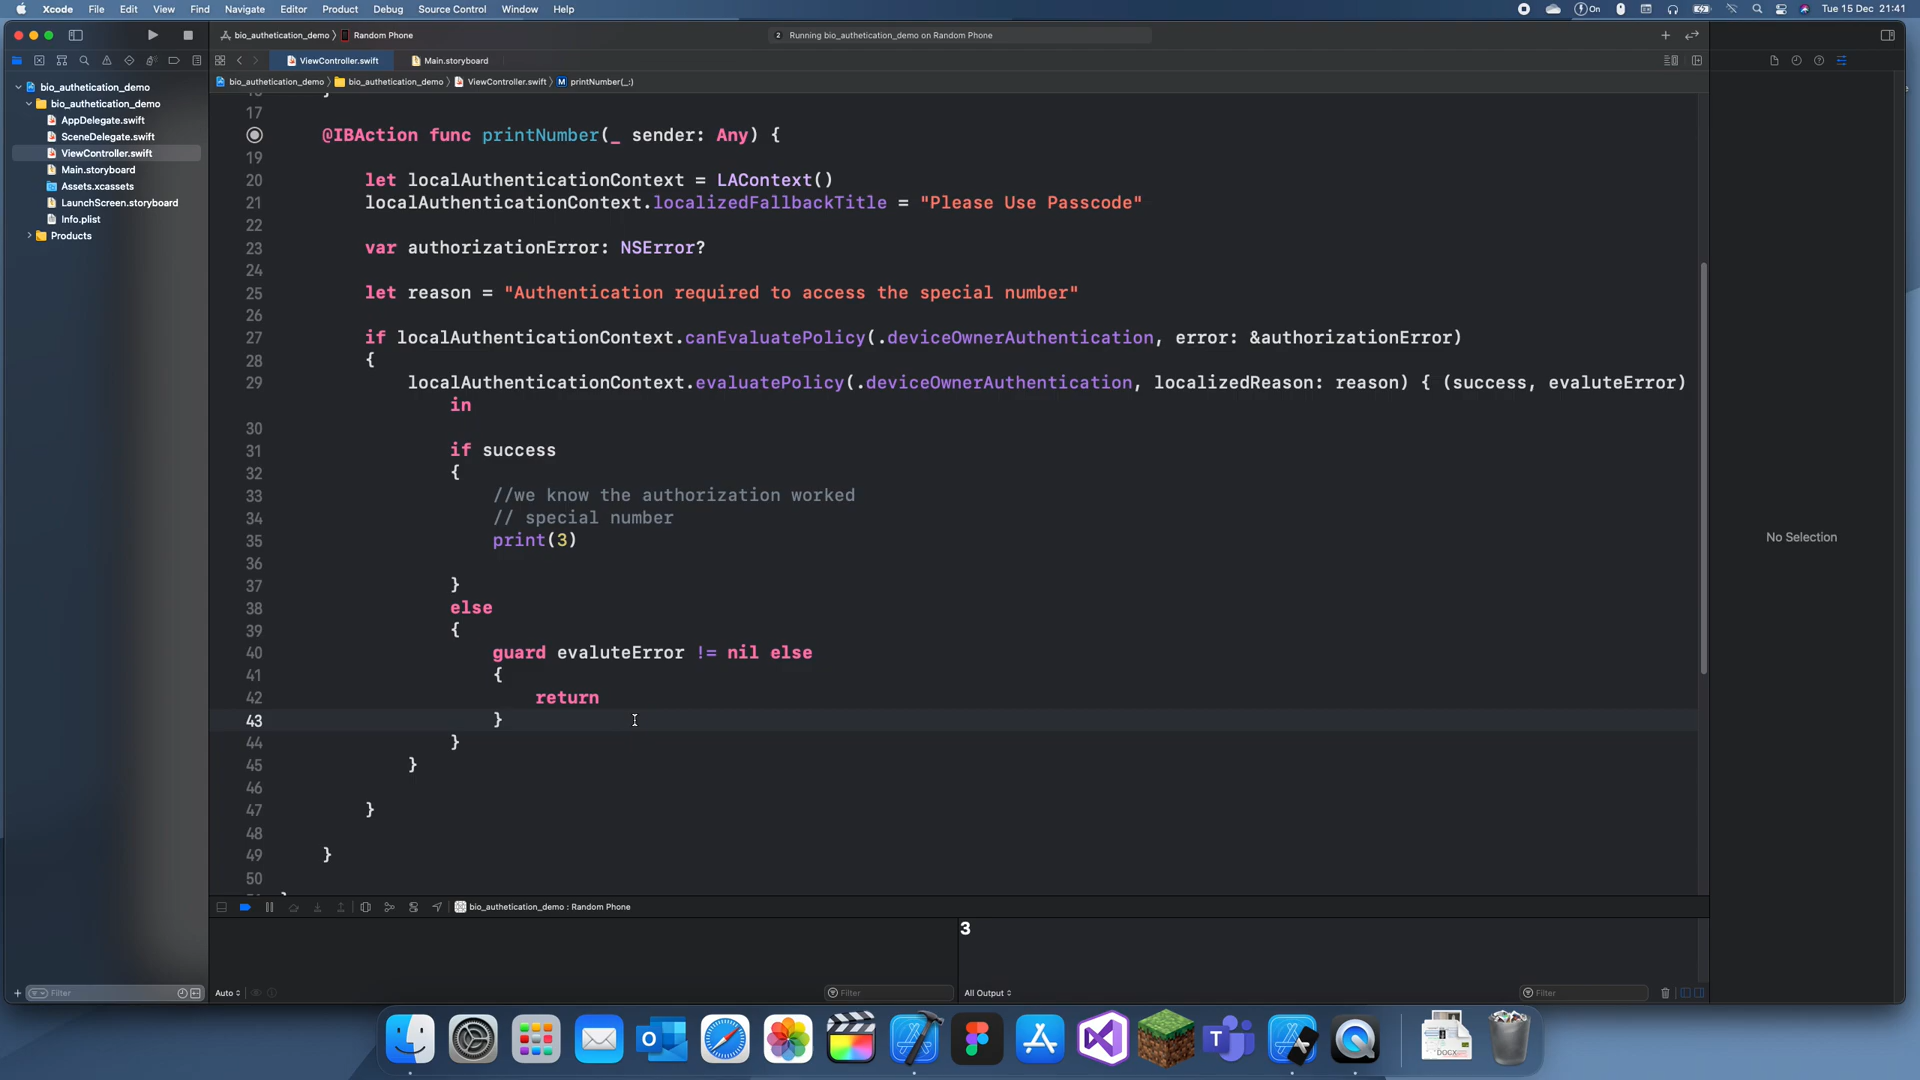 Xcode File Edit View Navigate Editor Product Debug Source Control Window Help
On Tue 15 Dec 21:41
bio_authetication_demo Random Phone
2 Running bio_authetication_demo on Random Phone
ViewController.swift Main.storyboard
bio_authetication_demo bio_authetication_demo ViewController.swift M printNumber(_:)
bio_authetication_demo
bio_authetication_demo
AppDelegate.swift
SceneDelegate.swift
ViewController.swift
Main.storyboard
Assets.xcassets
LaunchScreen.storyboard
Info.plist
Products
17
@IBAction func printNumber(_ sender: Any) {
19
20 let localAuthenticationContext = LAContext()
21 localAuthenticationContext.localizedFallbackTitle = "Please Use Passcode"
22
23 var authorizationError: NSError?
24
25 let reason = "Authentication required to access the special number"
26
27 if localAuthenticationContext.canEvaluatePolicy(.deviceOwnerAuthentication, error: &authorizationError)
28 {
29 localAuthenticationContext.evaluatePolicy(.deviceOwnerAuthentication, localizedReason: reason) { (success, evaluteError)
in
30
31 if success
32 {
33 //we know the authorization worked
34 // special number
35 print(3)
36
37 }
38 else
39 {
40 guard evaluteError != nil else
41 {
42 return
43 }
44 }
45 }
46
47 }
48
49 }
50
bio_authetication_demo : Random Phone
3
No Selection
Filter
Auto
Filter
All Output
Filter
DOCX